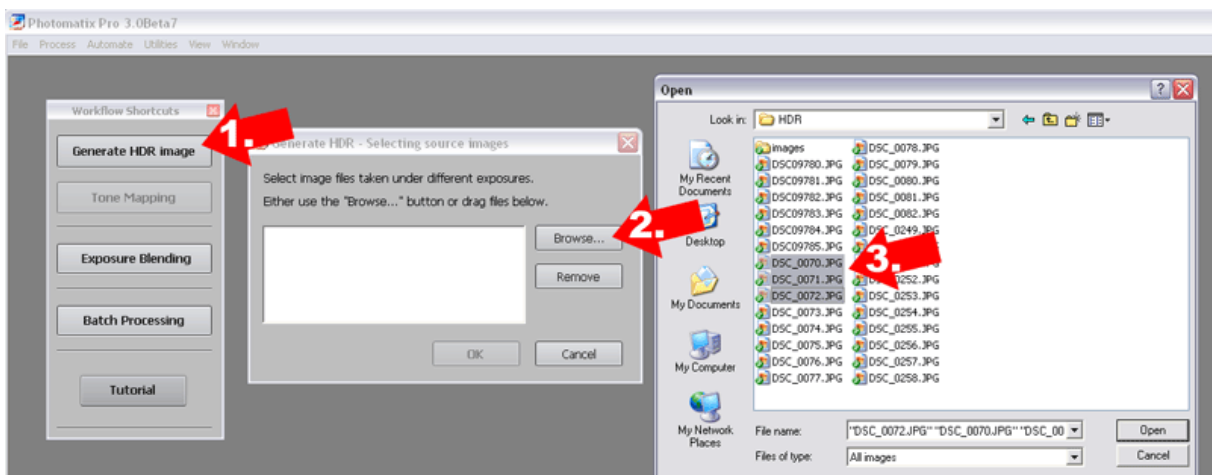 Photomatix Pro 3.0Beta7
File Process Automate Utilities View Window
Workflow Shortcuts
Generate HDR image
Tone Mapping
Exposure Blending
Batch Processing
Tutorial
1.
Generate HDR - Selecting source images
Select image files taken under different exposures.
Either use the "Browse..." button or drag files below.
Browse...
Remove
OK
Cancel
2.
Open
Look in:
HDR
My Recent
Documents
Desktop
My Documents
My Computer
My Network
Places
images
DSC09780.JPG
DSC09781.JPG
DSC09782.JPG
DSC09783.JPG
DSC09784.JPG
DSC09785.JPG
DSC_0070.JPG
DSC_0071.JPG
DSC_0072.JPG
DSC_0073.JPG
DSC_0074.JPG
DSC_0075.JPG
DSC_0076.JPG
DSC_0077.JPG
DSC_0078.JPG
DSC_0079.JPG
DSC_0080.JPG
DSC_0081.JPG
DSC_0082.JPG
DSC_0249.JPG
3.
0252.JPG
DSC_0253.JPG
DSC_0254.JPG
DSC_0255.JPG
DSC_0256.JPG
DSC_0257.JPG
DSC_0258.JPG
File name:
"DSC_0072.JPG" "DSC_0070.JPG" "DSC_00
Open
Files of type:
All images
Cancel